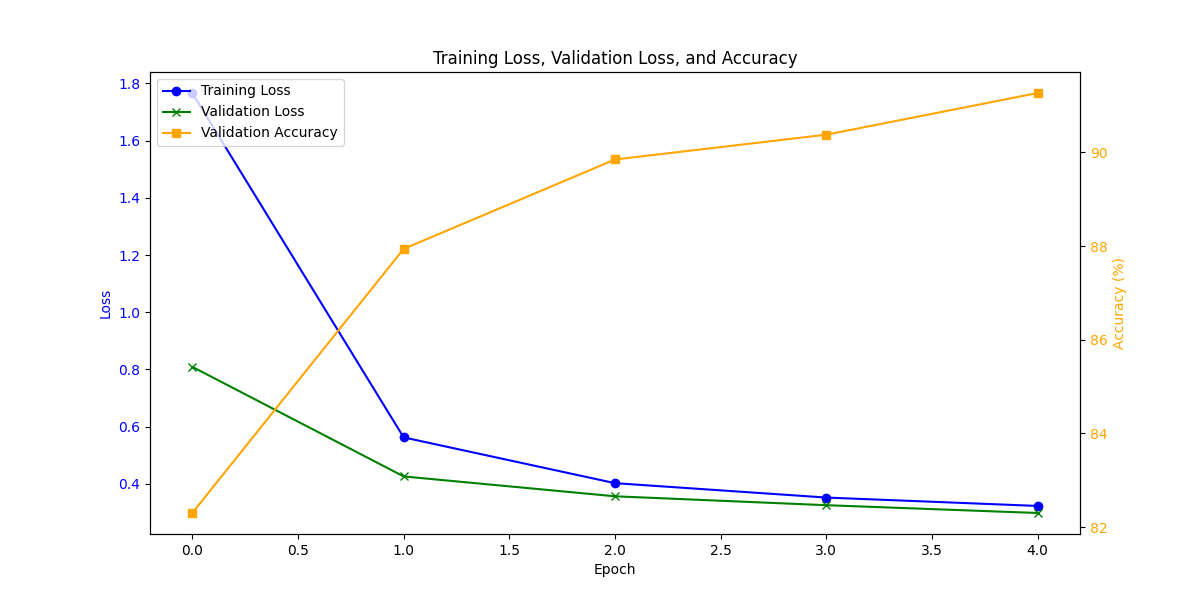 Training Loss, Validation Loss, and Accuracy
Training Loss
Validation Loss
Validation Accuracy
Loss
1.8
1.6
1.4
1.2
1.0
0.8
0.6
0.4
90
88
86
84
82
Accuracy (%)
0.0 0.5 1.0 1.5 2.0 2.5 3.0 3.5 4.0
Epoch